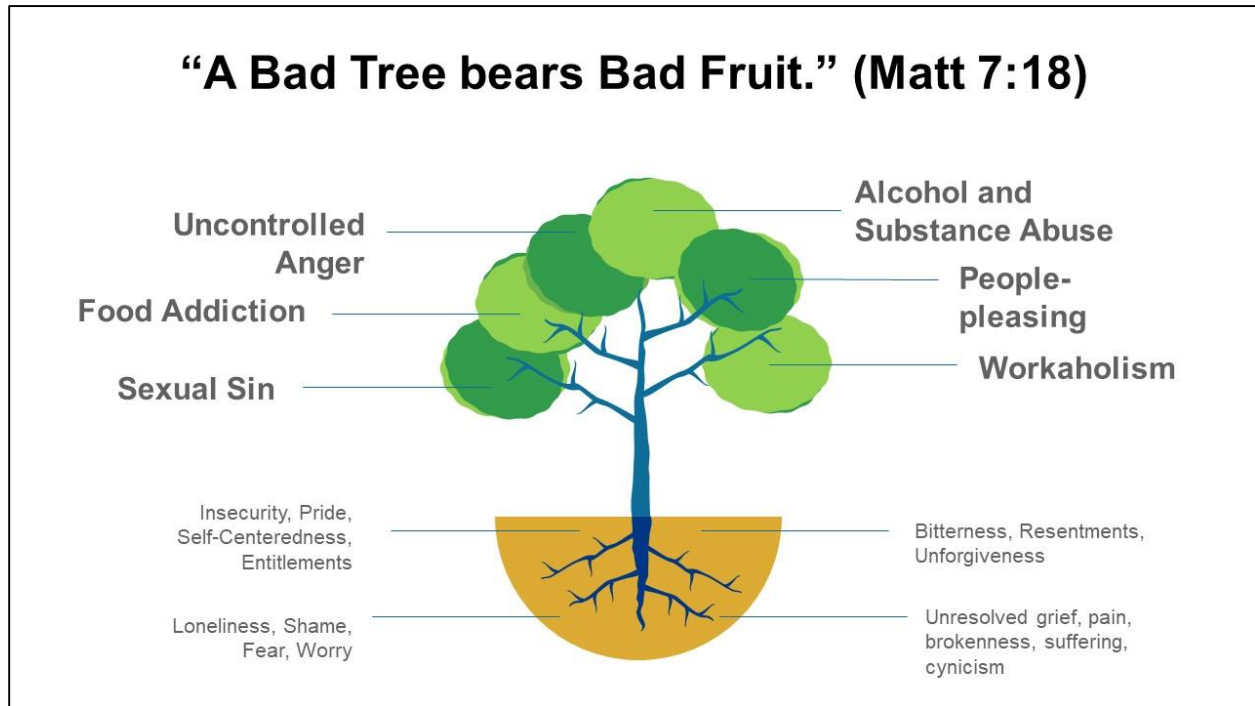 “A Bad Tree bears Bad Fruit.” (Matt 7:18)
Uncontrolled
Anger
Food Addiction
Sexual Sin
Alcohol and
Substance Abuse
People-
pleasing
Workaholism
Insecurity, Pride,
Self-Centeredness,
Entitlements
Loneliness, Shame,
Fear, Worry
Bitterness, Resentments,
Unforgiveness
Unresolved grief, pain,
brokenness, suffering,
cynicism